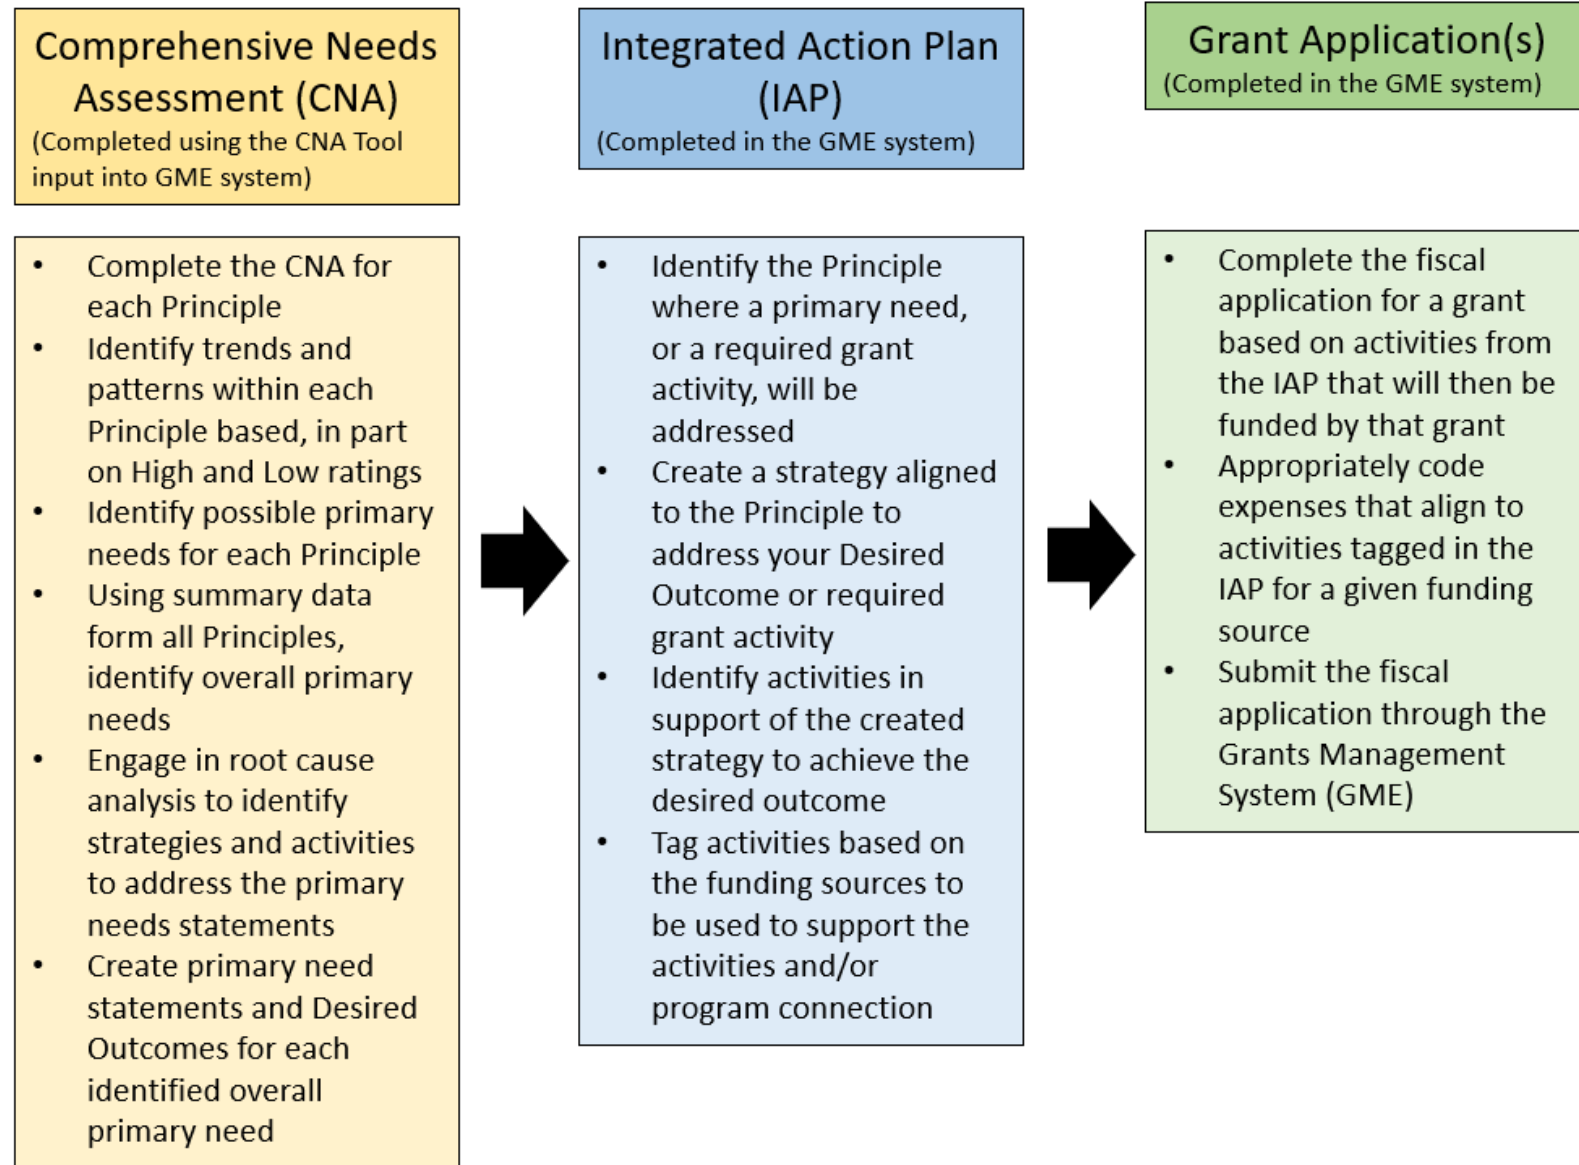 Comprehensive Needs
Assessment (CNA)
(Completed using the CNA Tool
input into GME system)
• Complete the CNA for
each Principle
• Identify trends and
patterns within each
Principle based, in part
on High and Low ratings
• Identify possible primary
needs for each Principle
• Using summary data
form all Principles,
identify overall primary
needs
• Engage in root cause
analysis to identify
strategies and activities
to address the primary
needs statements
• Create primary need
statements and Desired
Outcomes for each
identified overall
primary need
Integrated Action Plan
(IAP)
(Completed in the GME system)
• Identify the Principle
where a primary need,
or a required grant
activity, will be
addressed
• Create a strategy aligned
to the Principle to
address your Desired
Outcome or required
grant activity
• Identify activities in
support of the created
strategy to achieve the
desired outcome
• Tag activities based on
the funding sources to
be used to support the
activities and/or
program connection
Grant Application(s)
(Completed in the GME system)
• Complete the fiscal
application for a grant
based on activities from
the IAP that will then be
funded by that grant
• Appropriately code
expenses that align to
activities tagged in the
IAP for a given funding
source
• Submit the fiscal
application through the
Grants Management
System (GME)